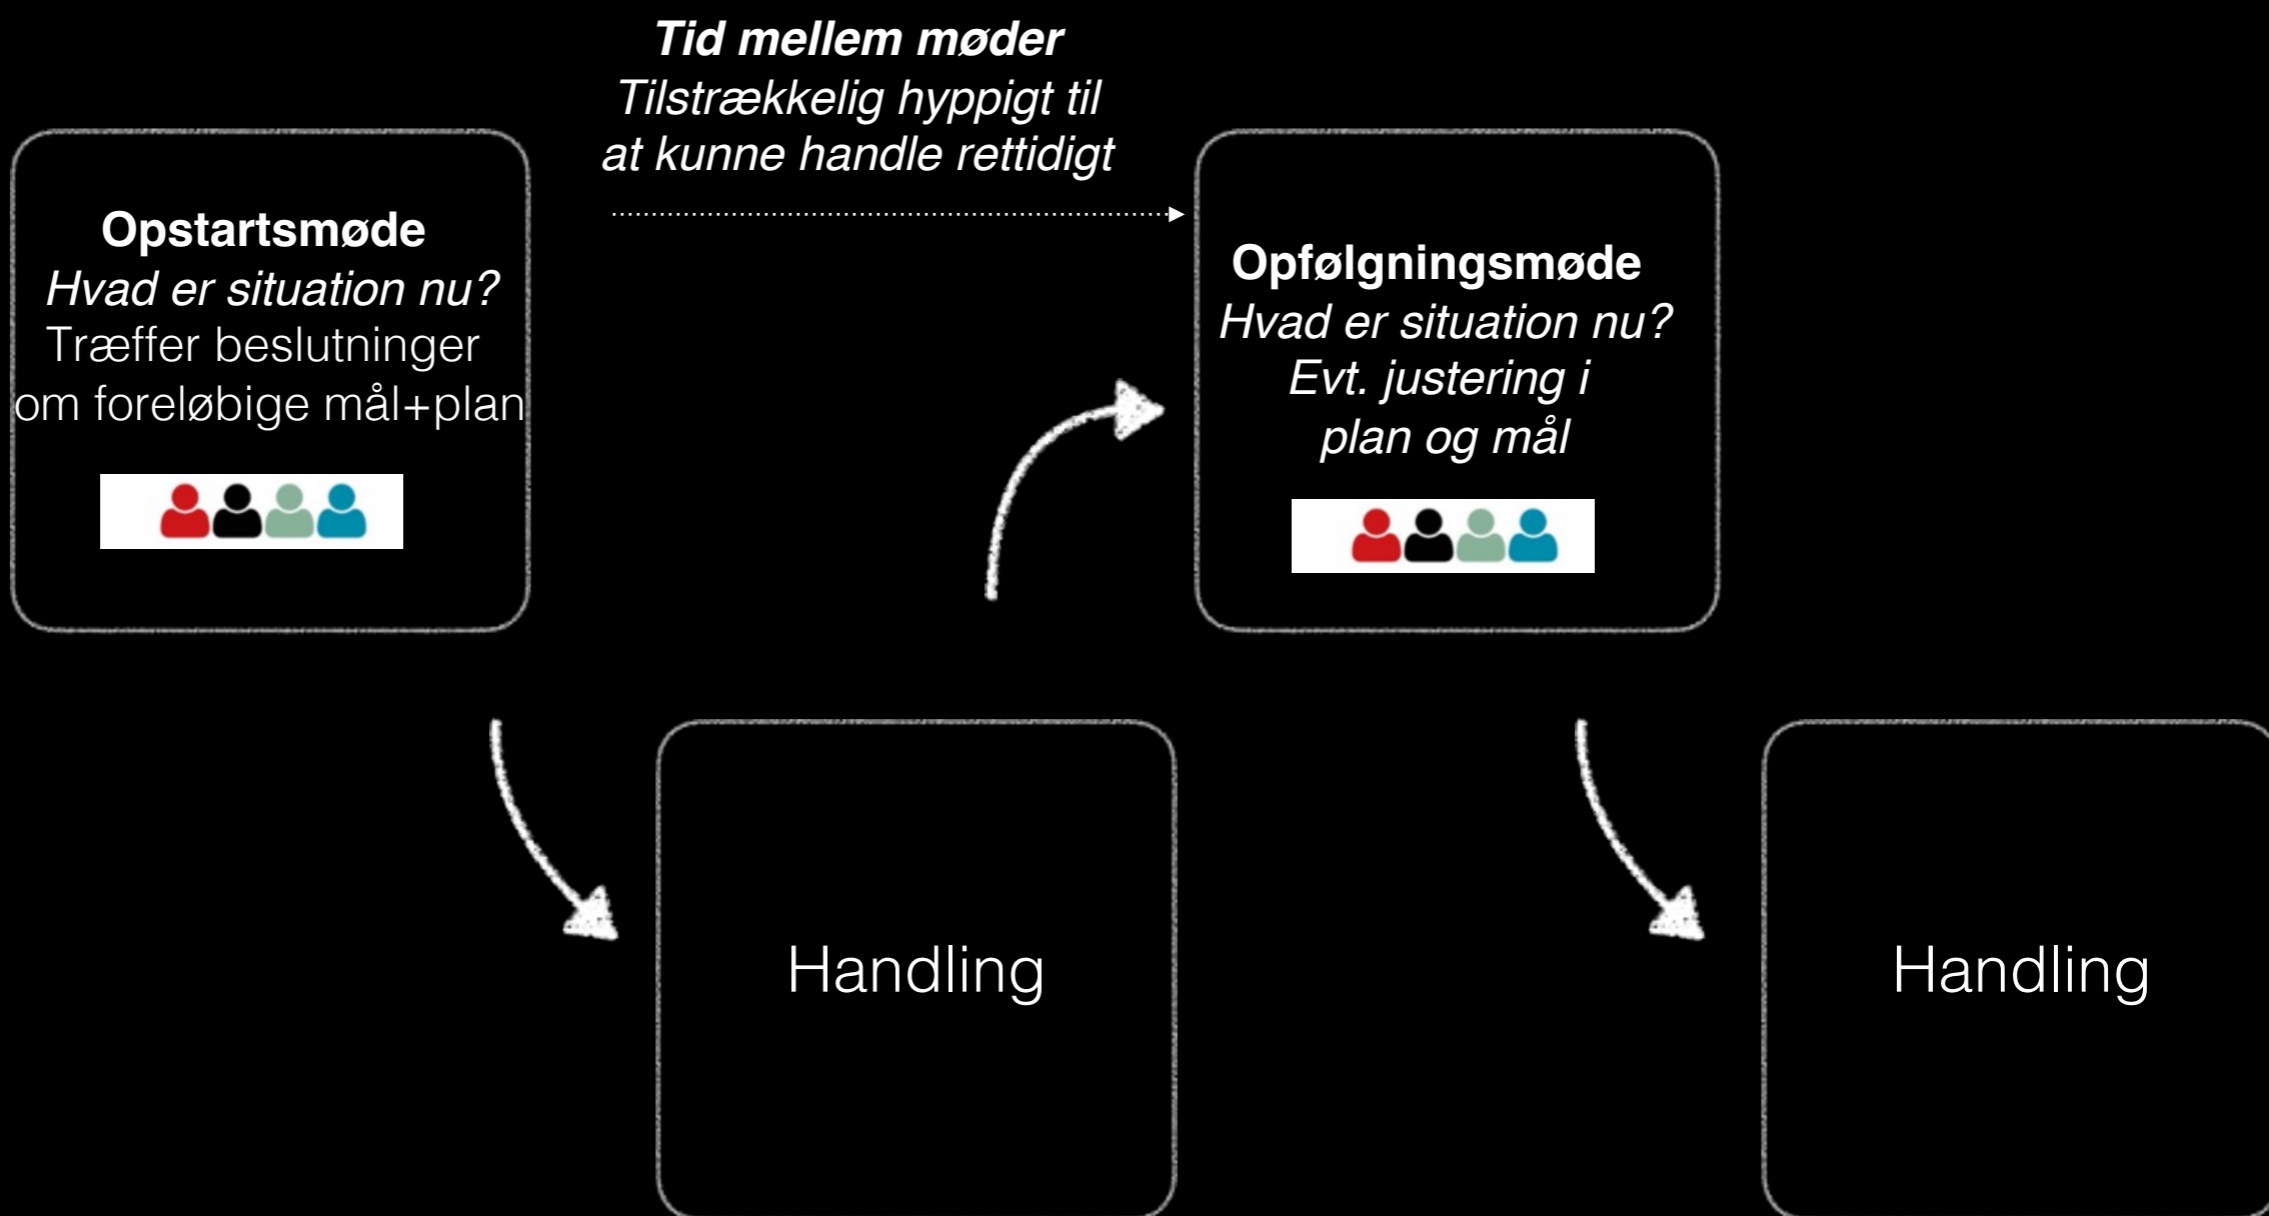 Tid mellem møder
Tilstrækkelig hyppigt til
at kunne handle rettidigt
Opstartsmøde
Hvad er situation nu?
Træffer beslutninger
om foreløbige mål+plan
Opfølgningsmøde
Hvad er situation nu?
Evt. justering i
plan og mål
Handling
Handling